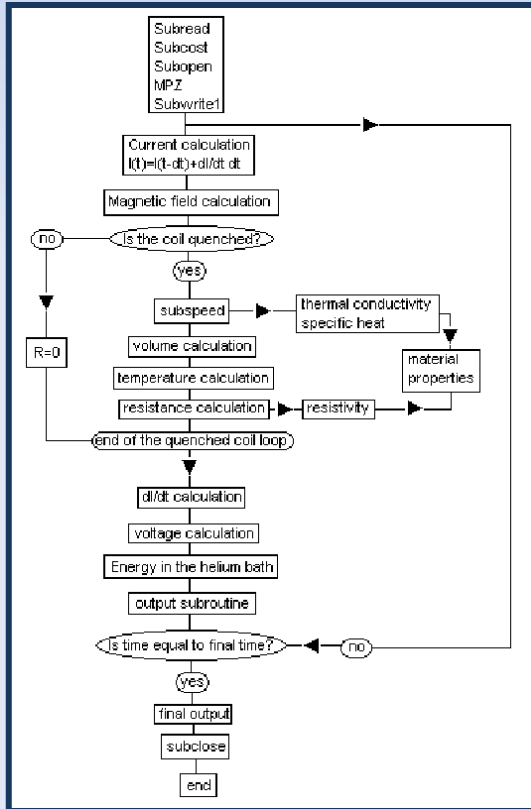 Subread
Subcost
Subopen
MPZ
Subwrite1
Current calculation
I(t)=I(t-dt)+dI/dt dt
Magnetic field calculation
no
Is the coil quenched?
yes
subspeed
thermal conductivity
specific heat
volume calculation
R=0
material
properties
temperature calculation
resistance calculation
resistivity
end of the quenched coil loop
dI/dt calculation
voltage calculation
Energy in the helium bath
output subroutine
Is time equal to final time?
no
yes
final output
subclose
end